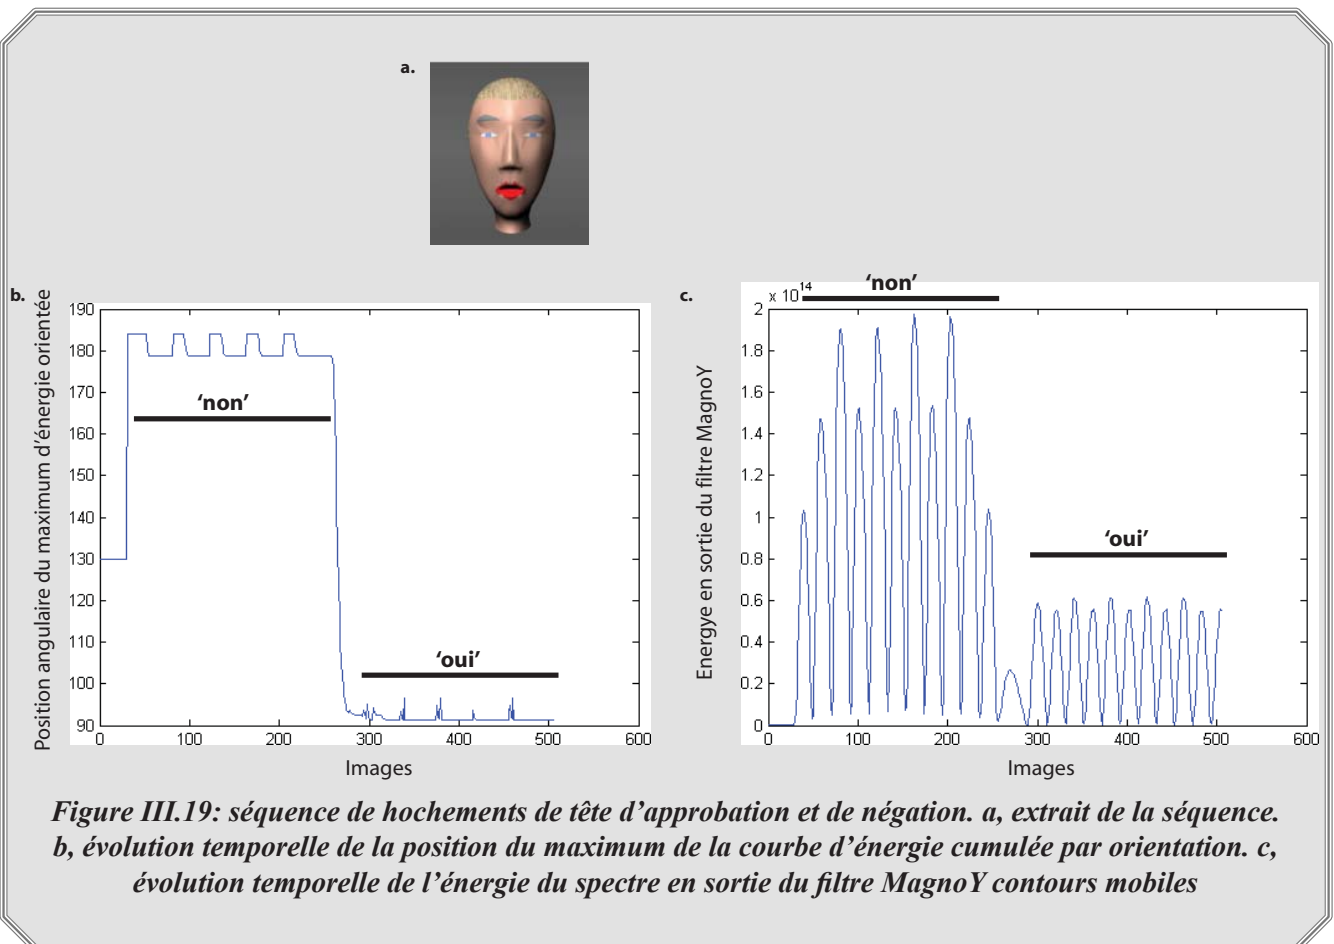 a.
b.
Position angulaire du maximum d'énergie orientée
190
180
170
160
150
140
130
120
110
100
90
0 100 200 300 400 500 600
'non'
'oui'
Images
c.
Energye en sortie du filtre MagnoY
x 10^14
2
1.8
1.6
1.4
1.2
1
0.8
0.6
0.4
0.2
0
0 100 200 300 400 500 600
'non'
'oui'
Images
Figure III.19: séquence de hochements de tête d'approbation et de négation. a, extrait de la séquence.
b, évolution temporelle de la position du maximum de la courbe d'énergie cumulée par orientation. c,
évolution temporelle de l'énergie du spectre en sortie du filtre MagnoY contours mobiles